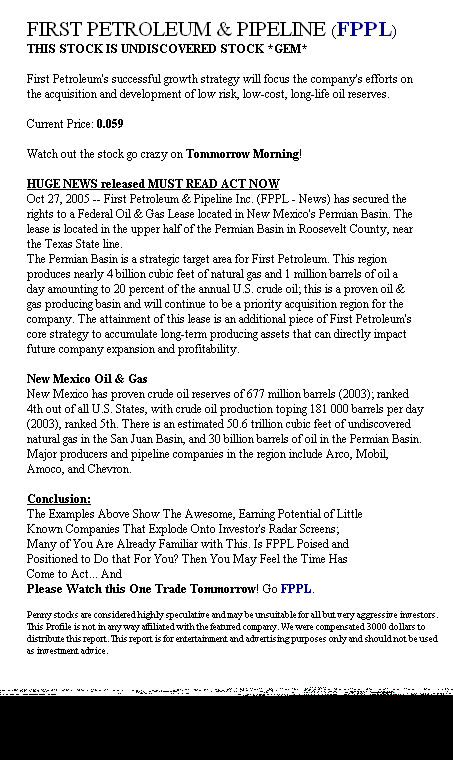 FIRST PETROLEUM & PIPELINE (FPPL)
THIS STOCK IS UNDISCOVERED STOCK *GEM*
First Petroleum's successful growth strategy will focus the company's efforts on
the acquisition and development of low risk, low-cost, long-life oil reserves.
Current Price: 0.059
Watch out the stock go crazy on Tommorrow Morning!
HUGE NEWS released MUST READ ACT NOW
Oct 27, 2005 -- First Petroleum & Pipeline Inc. (FPPL - News) has secured the
rights to a Federal Oil & Gas Lease located in New Mexico's Permian Basin. The
lease is located in the upper half of the Permian Basin in Roosevelt County, near
the Texas State line.
The Permian Basin is a strategic target area for First Petroleum. This region
produces nearly 4 billion cubic feet of natural gas and 1 million barrels of oil a
day amounting to 20 percent of the annual U.S. crude oil; this is a proven oil &
gas producing basin and will continue to be a priority acquisition region for the
company. The attainment of this lease is an additional piece of First Petroleum's
core strategy to accumulate long-term producing assets that can directly impact
future company expansion and profitability.
New Mexico Oil & Gas
New Mexico has proven crude oil reserves of 677 million barrels (2003); ranked
4th out of all U.S. States, with crude oil production toping 181 000 barrels per day
(2003), ranked 5th. There is an estimated 50.6 trillion cubic feet of undiscovered
natural gas in the San Juan Basin, and 30 billion barrels of oil in the Permian Basin.
Major producers and pipeline companies in the region include Arco, Mobil,
Amoco, and Chevron.
Conclusion:
The Examples Above Show The Awesome, Earning Potential of Little
Known Companies That Explode Onto Investor's Radar Screens;
Many of You Are Already Familiar with This. Is FPPL Poised and
Positioned to Do that For You? Then You May Feel the Time Has
Come to Act... And
Please Watch this One Trade Tommorrow! Go FPPL.
Penny stocks are considered highly speculative and may be unsuitable for all but very aggressive investors.
This Profile is not in any way affiliated with the featured company. We were compensated 3000 dollars to
distribute this report. This report is for entertainment and advertising purposes only and should not be used
as investment advice.